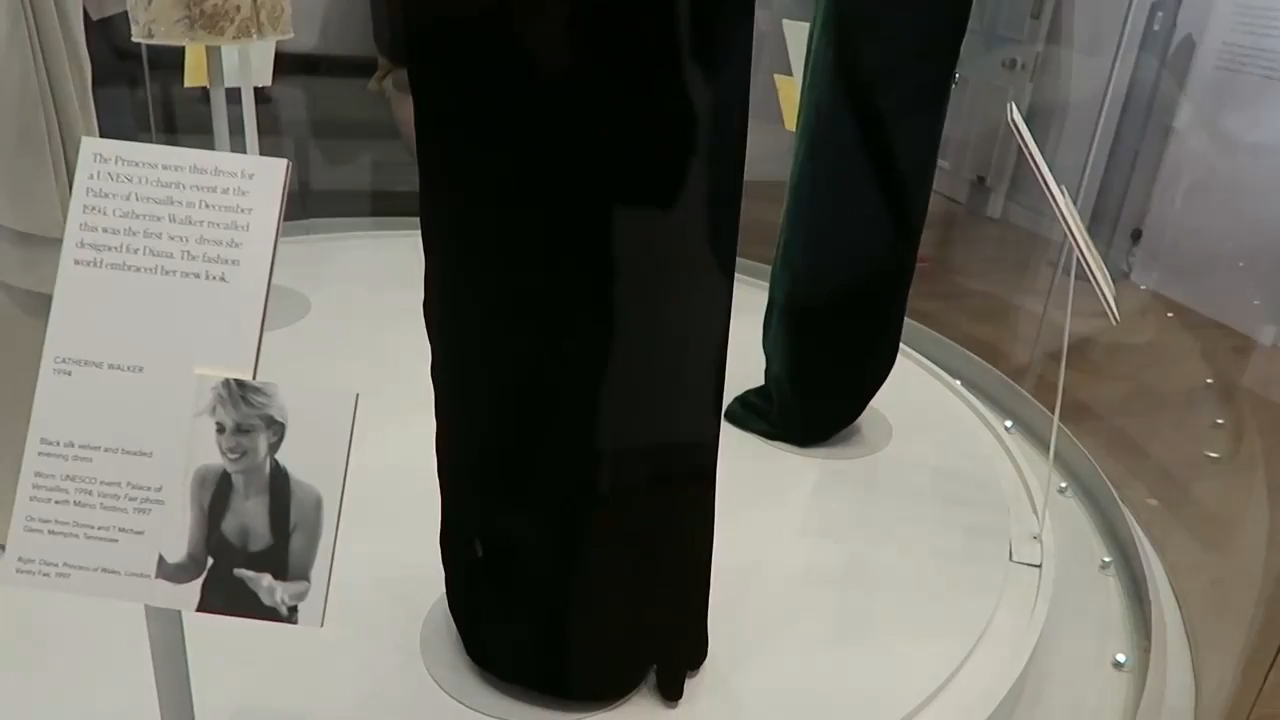 The Princess wore this dress for
a UNESCO charity event at the
Palace of Versailles in December
1994. Catherine Walker recalled
this was the first 'sexy' dress she
designed for Diana. The fashion
world embraced her new look.
CATHERINE WALKER
1994
Black silk velvet and beaded
evening dress
Worn: UNESCO event, Palace of
Versailles, 1994; Vanity Fair photo
shoot with Mario Testino, 1997
On loan from Donna and T Michael
Glenn, Memphis, Tennessee
Right: Diana, Princess of Wales, London,
Vanity Fair, 1997